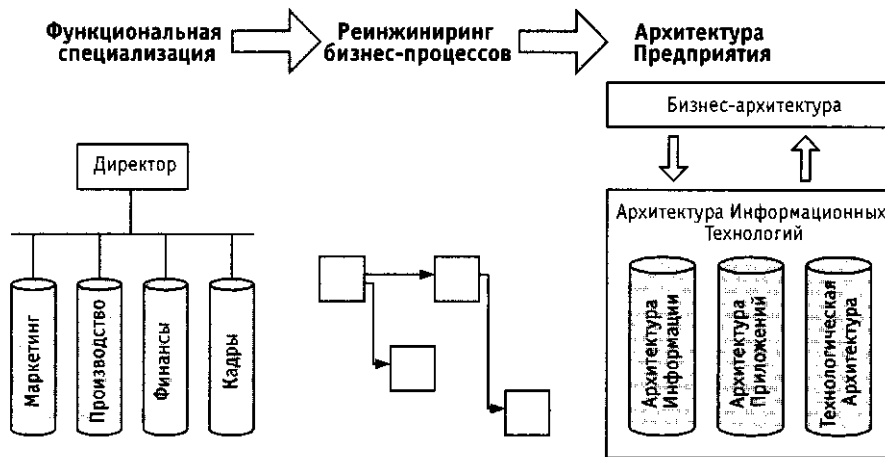 Функциональная
специализация
Реинжиниринг
бизнес-процессов
Архитектура
Предприятия
Бизнес-архитектура
Директор
Архитектура Информационных
Технологий
Маркетинг
Производство
Финансы
Кадры
Архитектура
Информации
Архитектура
Приложений
Технологическая
Архитектура